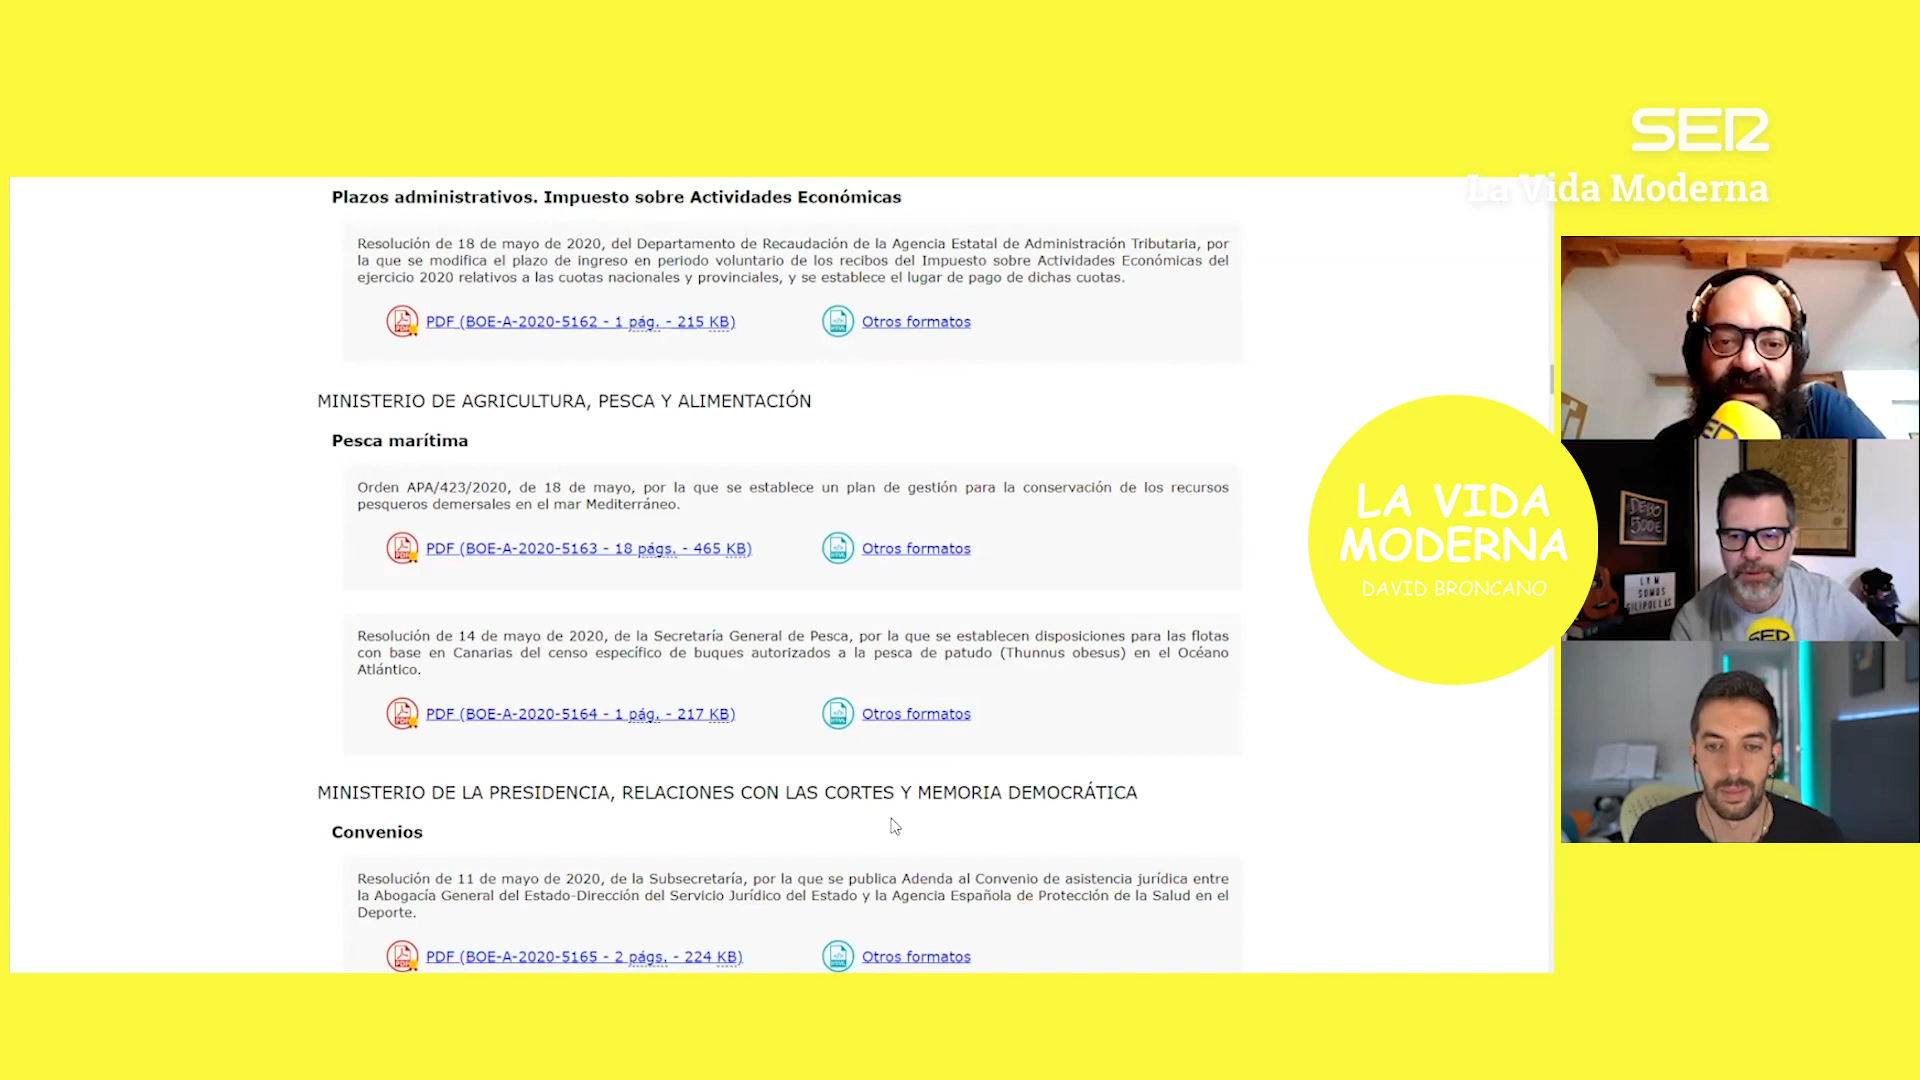 SER
La Vida Moderna
Plazos administrativos. Impuesto sobre Actividades Económicas
Resolución de 18 de mayo de 2020, del Departamento de Recaudación de la Agencia Estatal de Administración Tributaria, por
la que se modifica el plazo de ingreso en periodo voluntario de los recibos del Impuesto sobre Actividades Económicas del
ejercicio 2020 relativos a las cuotas nacionales y provinciales, y se establece el lugar de pago de dichas cuotas.
PDF (BOE-A-2020-5162 - 1 pág. - 215 KB)
Otros formatos
MINISTERIO DE AGRICULTURA, PESCA Y ALIMENTACIÓN
Pesca marítima
Orden APA/423/2020, de 18 de mayo, por la que se establece un plan de gestión para la conservación de los recursos
pesqueros demersales en el mar Mediterráneo.
PDF (BOE-A-2020-5163 - 18 págs. - 465 KB)
Otros formatos
Resolución de 14 de mayo de 2020, de la Secretaría General de Pesca, por la que se establecen disposiciones para las flotas
con base en Canarias del censo específico de buques autorizados a la pesca de patudo (Thunnus obesus) en el Océano
Atlántico.
PDF (BOE-A-2020-5164 - 1 pág. - 217 KB)
Otros formatos
MINISTERIO DE LA PRESIDENCIA, RELACIONES CON LAS CORTES Y MEMORIA DEMOCRÁTICA
Convenios
Resolución de 11 de mayo de 2020, de la Subsecretaría, por la que se publica Adenda al Convenio de asistencia jurídica entre
la Abogacía General del Estado-Dirección del Servicio Jurídico del Estado y la Agencia Española de Protección de la Salud en el
Deporte.
PDF (BOE-A-2020-5165 - 2 págs. - 224 KB)
Otros formatos
LA VIDA
MODERNA
DAVID BRONCANO
SER
DEBO
500€
LVM
SOMOS
GILIPOLLAS
SER